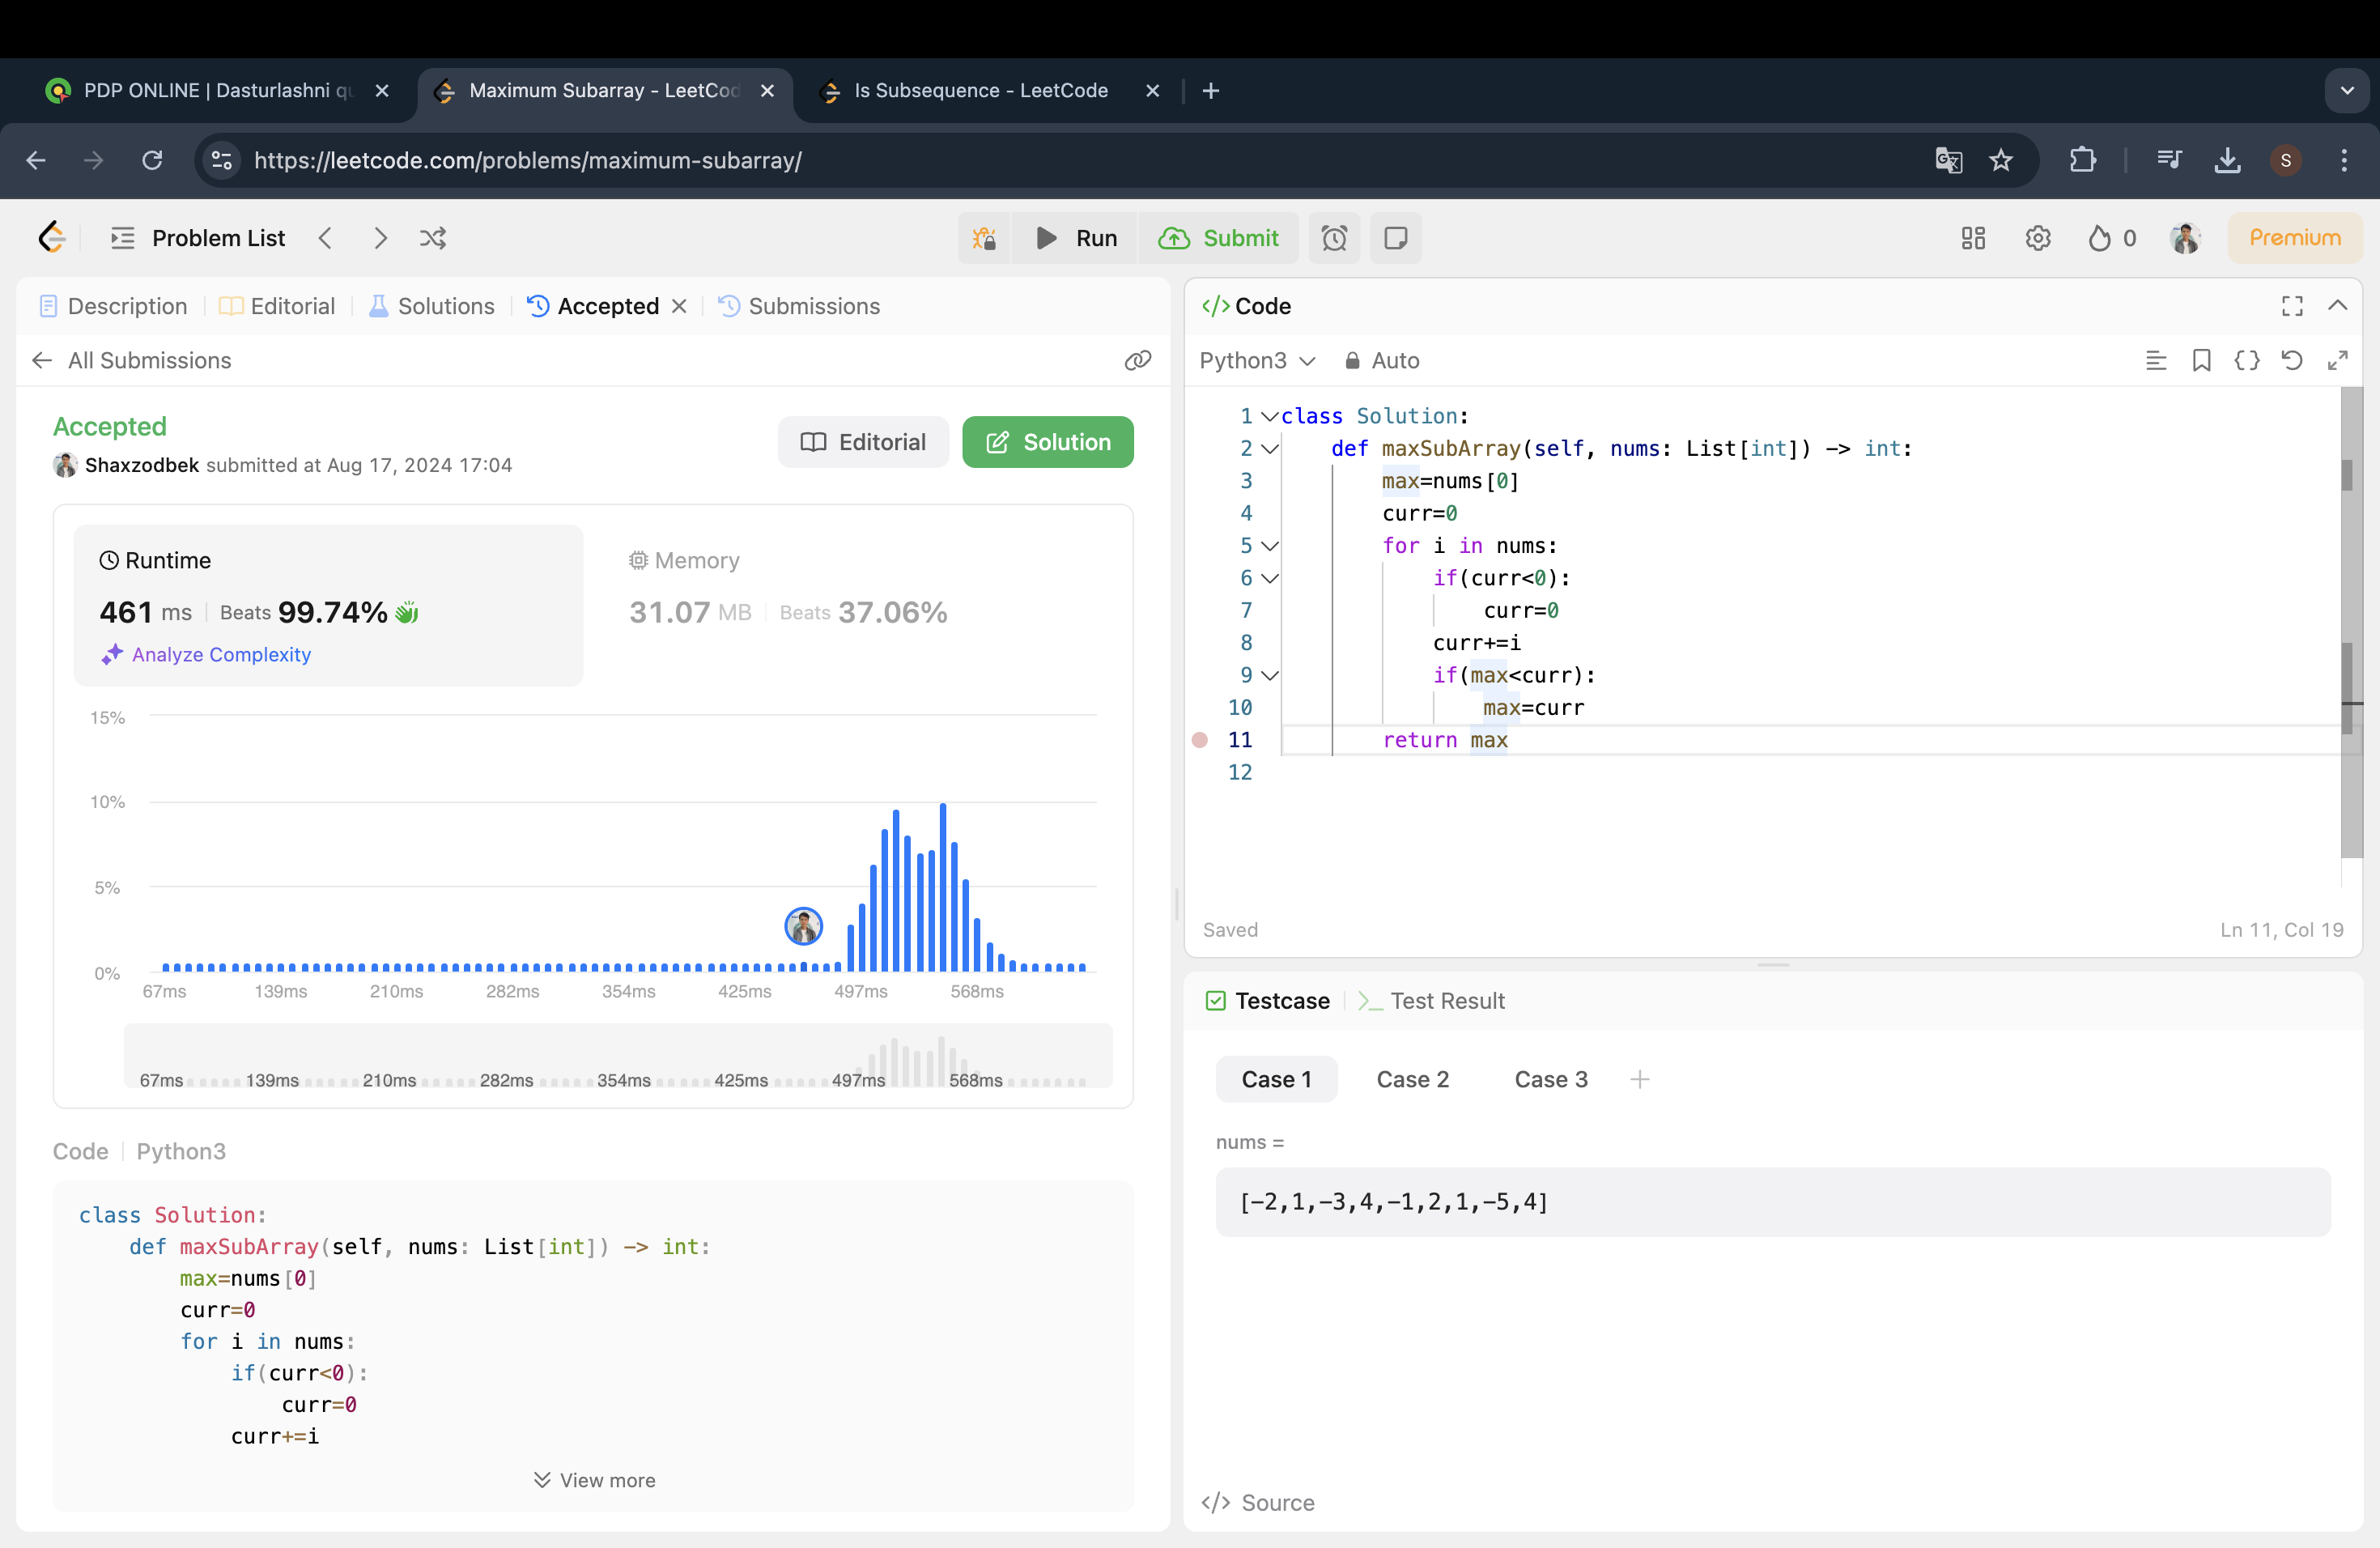 PDP ONLINE | Dasturlashni qu
Maximum Subarray - LeetCod
Is Subsequence - LeetCode
https://leetcode.com/problems/maximum-subarray/
S
Problem List
Run
Submit
0
Premium
Description
Editorial
Solutions
Accepted
Submissions
All Submissions
Accepted
Editorial
Solution
Shaxzodbek submitted at Aug 17, 2024 17:04
Runtime
461 ms
Beats 99.74%
Analyze Complexity
Memory
31.07 MB
Beats 37.06%
15%
10%
5%
0%
67ms 139ms 210ms 282ms 354ms 425ms 497ms 568ms
67ms 139ms 210ms 282ms 354ms 425ms 497ms 568ms
Code | Python3
class Solution:
    def maxSubArray(self, nums: List[int]) -> int:
        max=nums[0]
        curr=0
        for i in nums:
            if(curr<0):
                curr=0
            curr+=i
View more
</> Code
Python3
Auto
1 class Solution:
2     def maxSubArray(self, nums: List[int]) -> int:
3         max=nums[0]
4         curr=0
5         for i in nums:
6             if(curr<0):
7                 curr=0
8             curr+=i
9             if(max<curr):
10                 max=curr
11         return max
12
Saved
Ln 11, Col 19
Testcase
Test Result
Case 1
Case 2
Case 3
nums =
[-2,1,-3,4,-1,2,1,-5,4]
</> Source